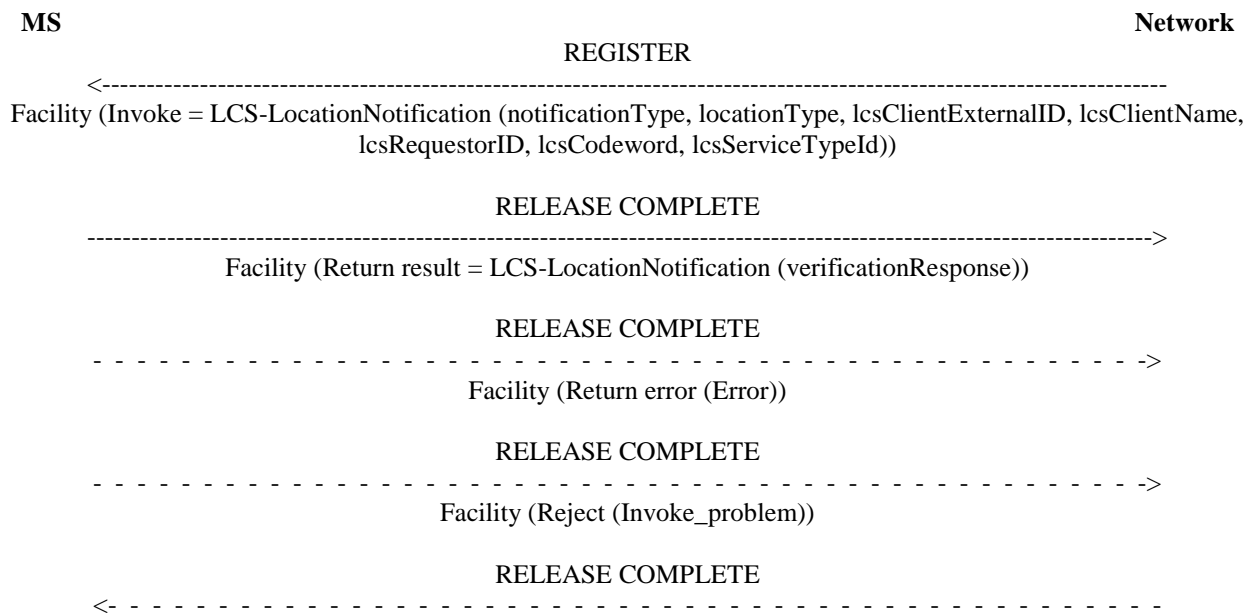 MS Network
REGISTER
<------------------------------------------------------------------------------------------------------------------------
Facility (Invoke = LCS-LocationNotification (notificationType, locationType, lcsClientExternalID, lcsClientName,
lcsRequestorID, lcsCodeword, lcsServiceTypeId))
RELEASE COMPLETE
------------------------------------------------------------------------------------------------------------------------>
Facility (Return result = LCS-LocationNotification (verificationResponse))
RELEASE COMPLETE
- - - - - - - - - - - - - - - - - - - - - - - - - - - - - - - - - - - - - - - - - - - - - - - - - - - - - - - - - ->
Facility (Return error (Error))
RELEASE COMPLETE
- - - - - - - - - - - - - - - - - - - - - - - - - - - - - - - - - - - - - - - - - - - - - - - - - - - - - - - - - ->
Facility (Reject (Invoke_problem))
RELEASE COMPLETE
<- - - - - - - - - - - - - - - - - - - - - - - - - - - - - - - - - - - - - - - - - - - - - - - - - - - - - - - - - -